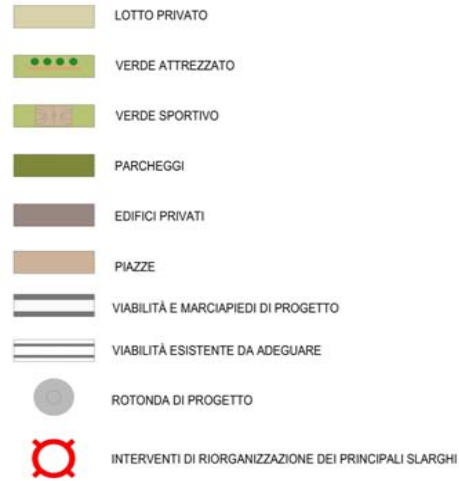 LOTTO PRIVATO
VERDE ATTREZZATO
VERDE SPORTIVO
PARCHEGGI
EDIFICI PRIVATI
PIAZZE
VIABILITÀ E MARCIAPIEDI DI PROGETTO
VIABILITÀ ESISTENTE DA ADEGUARE
ROTONDA DI PROGETTO
INTERVENTI DI RIORGANIZZAZIONE DEI PRINCIPALI SLARGHI